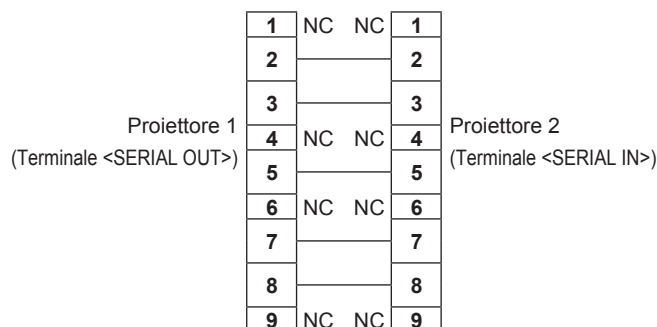 1 NC NC 1
2 2
3 3
Proiettore 1
(Terminale <SERIAL OUT>)
4 NC NC 4
Proiettore 2
(Terminale <SERIAL IN>)
5 5
6 NC NC 6
7 7
8 8
9 NC NC 9